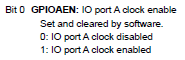 Bit 0 GPIOAEN: IO port A clock enable
Set and cleared by software.
0: IO port A clock disabled
1: IO port A clock enabled